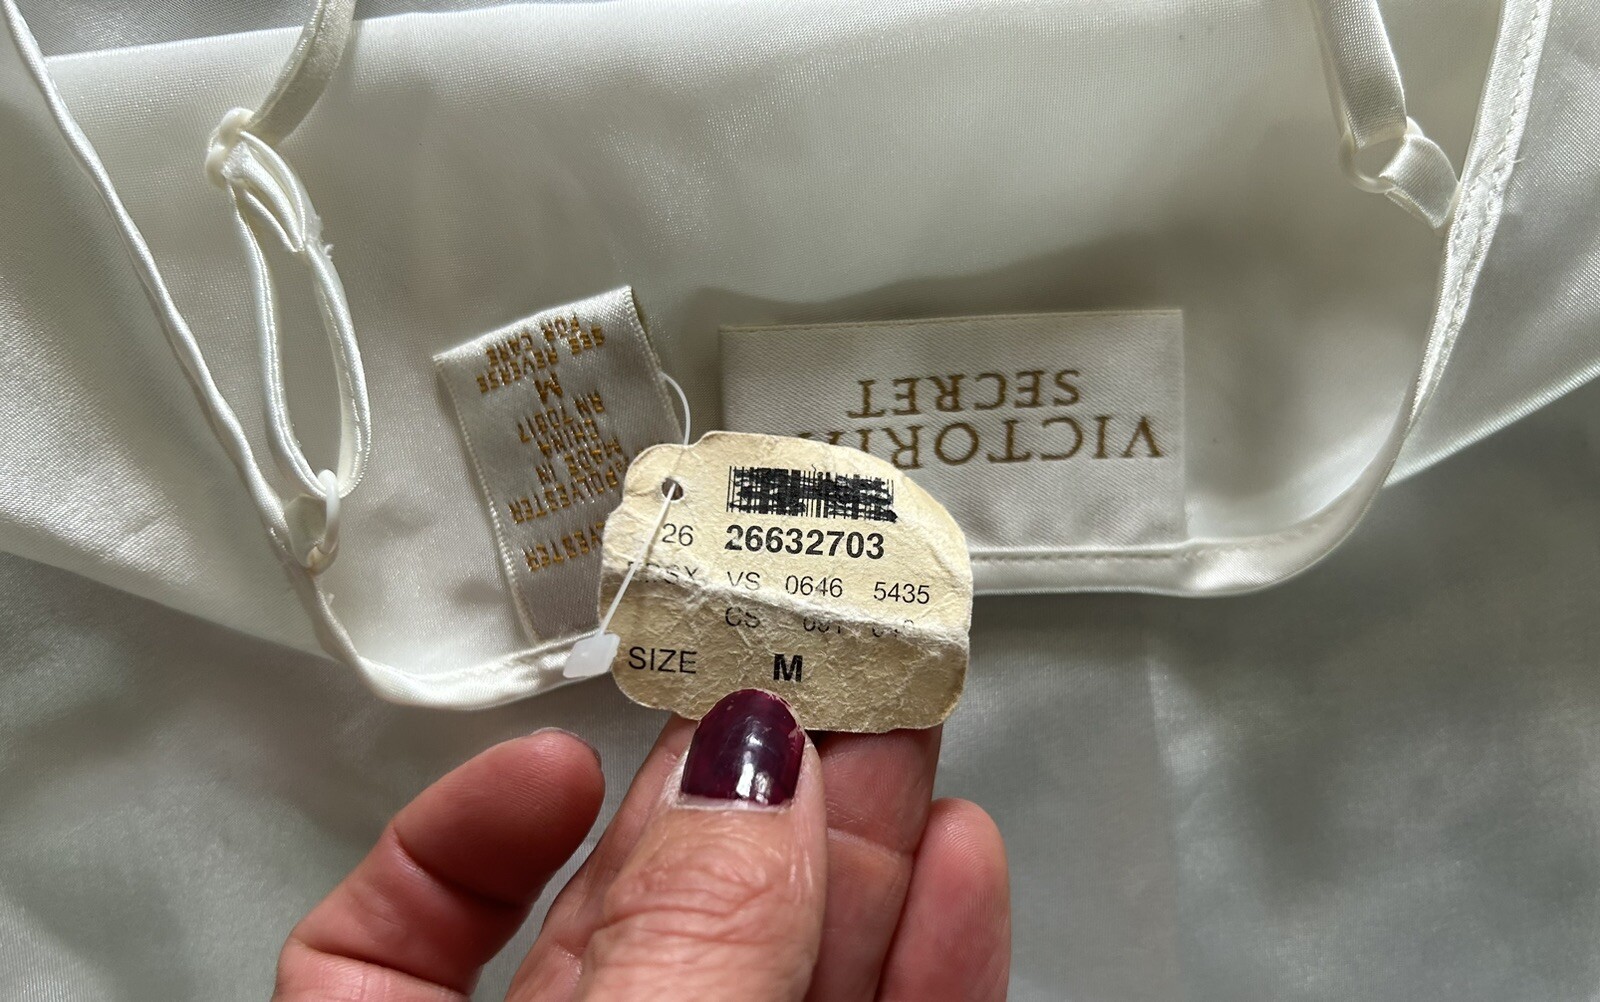 VICTORIA
SECRET
SEE REVERSE
FOR CARE
M
RN 70817
MADE IN
CHINA
POLYESTER
26 26632703
VS 0646 5435
CS
SIZE M